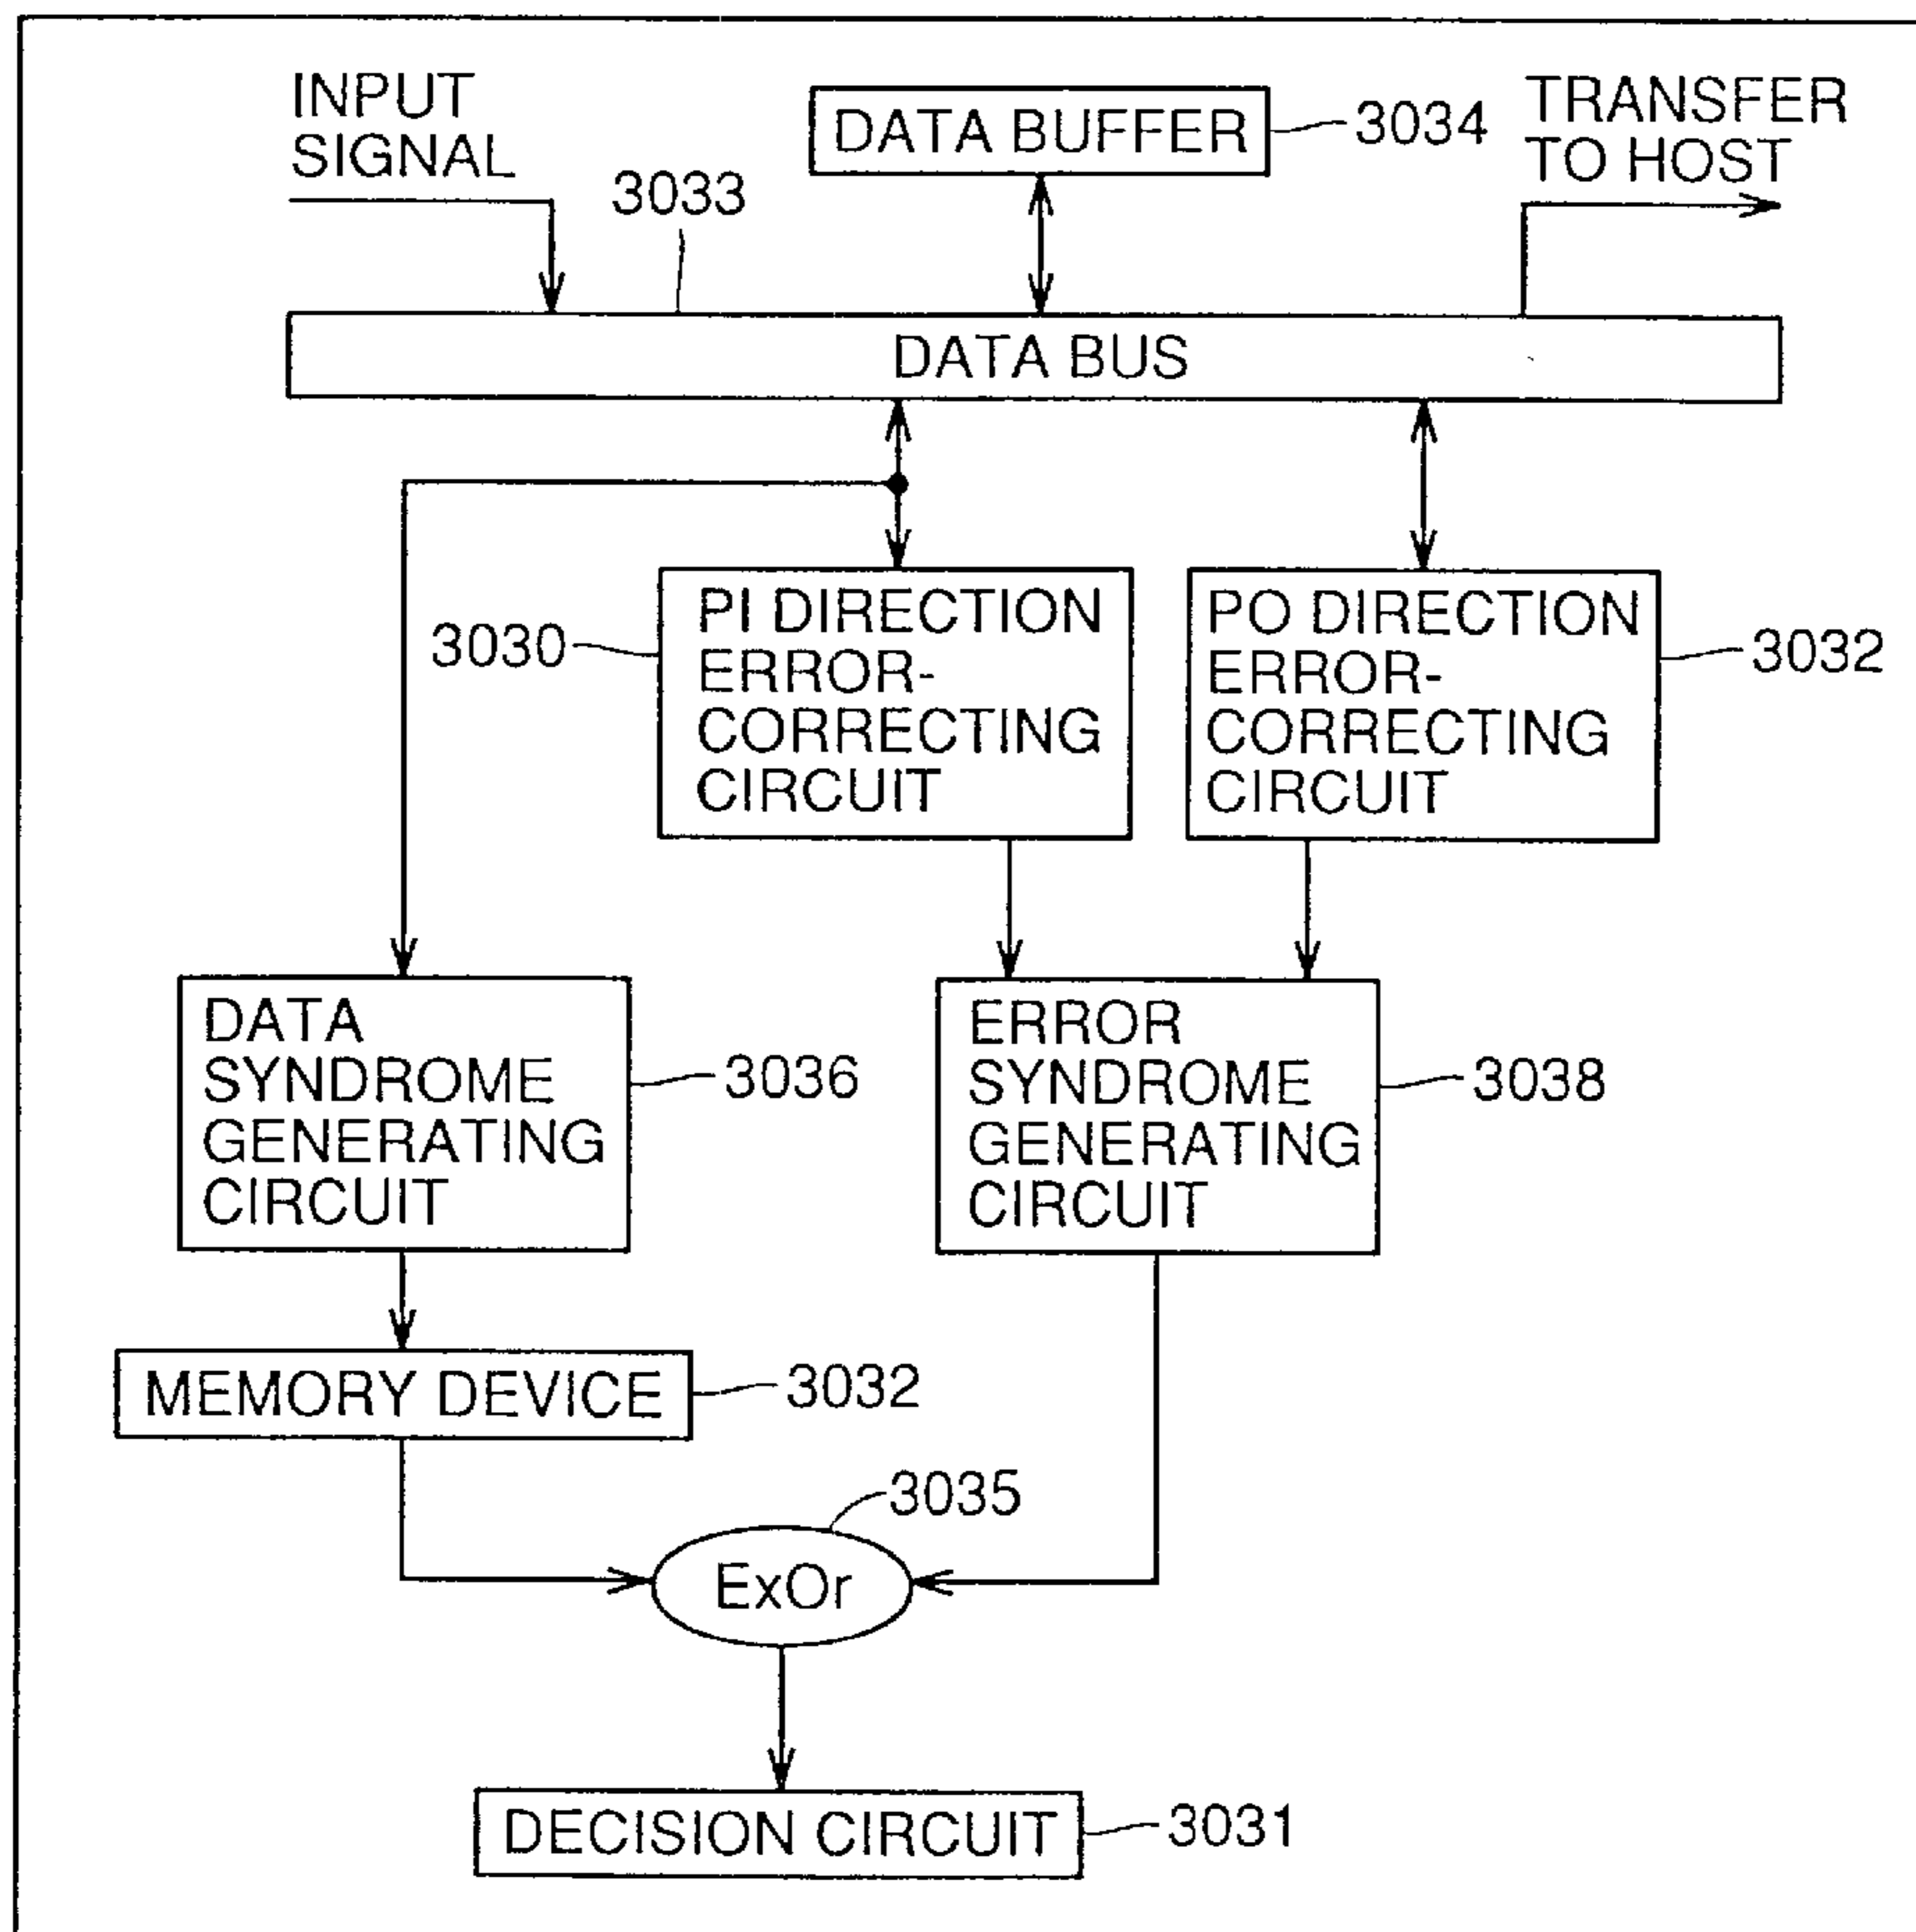 INPUT
SIGNAL
DATA BUFFER
3034
TRANSFER
TO HOST
3033
DATA BUS
3030
PI DIRECTION
ERROR-
CORRECTING
CIRCUIT
PO DIRECTION
ERROR-
CORRECTING
CIRCUIT
3032
DATA
SYNDROME
GENERATING
CIRCUIT
3036
ERROR
SYNDROME
GENERATING
CIRCUIT
3038
MEMORY DEVICE
3032
3035
ExOr
DECISION CIRCUIT
3031